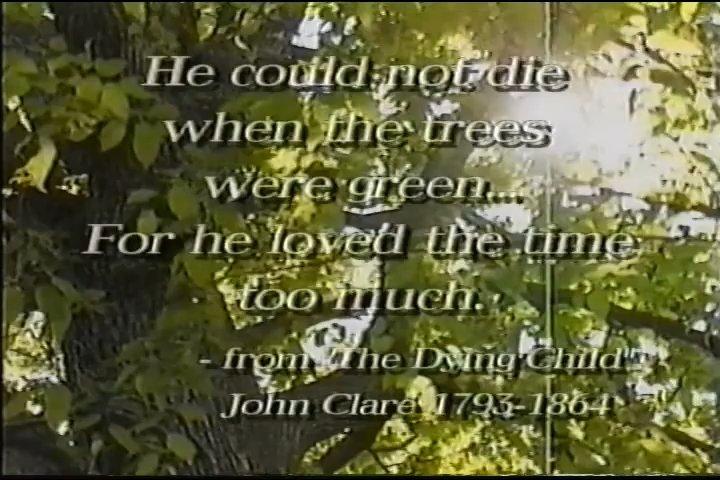 He could not die
when the trees
were green...
For he loved the time
too much.
- from "The Dying Child"
John Clare 1793-1864